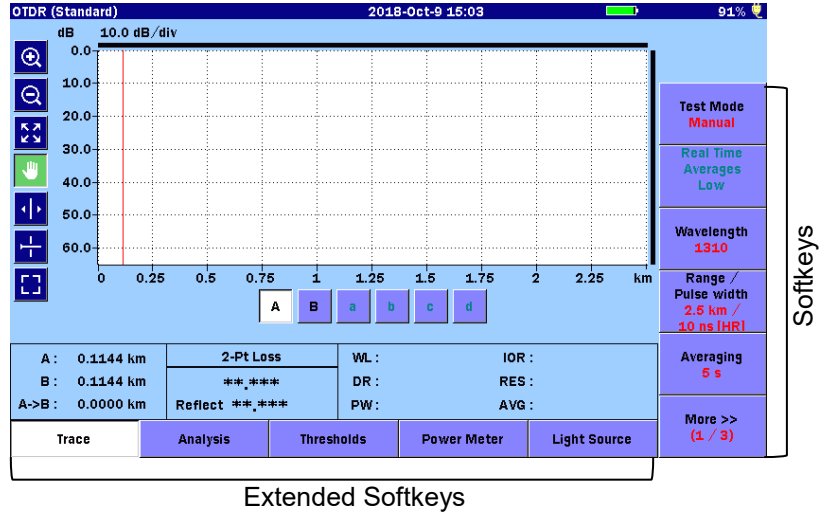 OTDR (Standard) 2018-Oct-9 15:03 91%
dB 10.0 dB/div
0.0
10.0
20.0
30.0
40.0
50.0
60.0
0 0.25 0.5 0.75 1 1.25 1.5 1.75 2 2.25 km
A B a b c d
A : 0.1144 km
B : 0.1144 km
A->B : 0.0000 km
2-Pt Loss
**.***
Reflect **.***
WL : IOR :
DR : RES :
PW : AVG :
Trace Analysis Thresholds Power Meter Light Source
Test Mode
Manual
Real Time
Averages
Low
Wavelength
1310
Range /
Pulse width
2.5 km /
10 ns [HR]
Averaging
5 s
More >>
(1 / 3)
Softkeys
Extended Softkeys